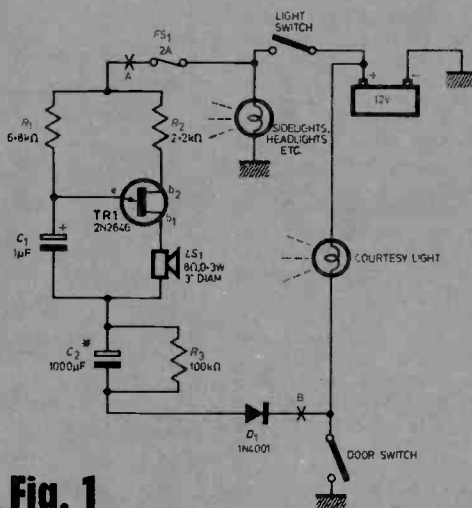 LIGHT
SWITCH
FS1
2A
A
+
−
12V
R1
6·8kΩ
R2
2·2kΩ
SIDELIGHTS,
HEADLIGHTS
ETC.
e
b2
b1
TR1
2N2646
C1
1µF
+
LS1
8Ω,0·3W
3" DIAM
COURTESY LIGHT
C2*
1000µF
R3
100kΩ
D1
1N4001
B
DOOR SWITCH
Fig. 1